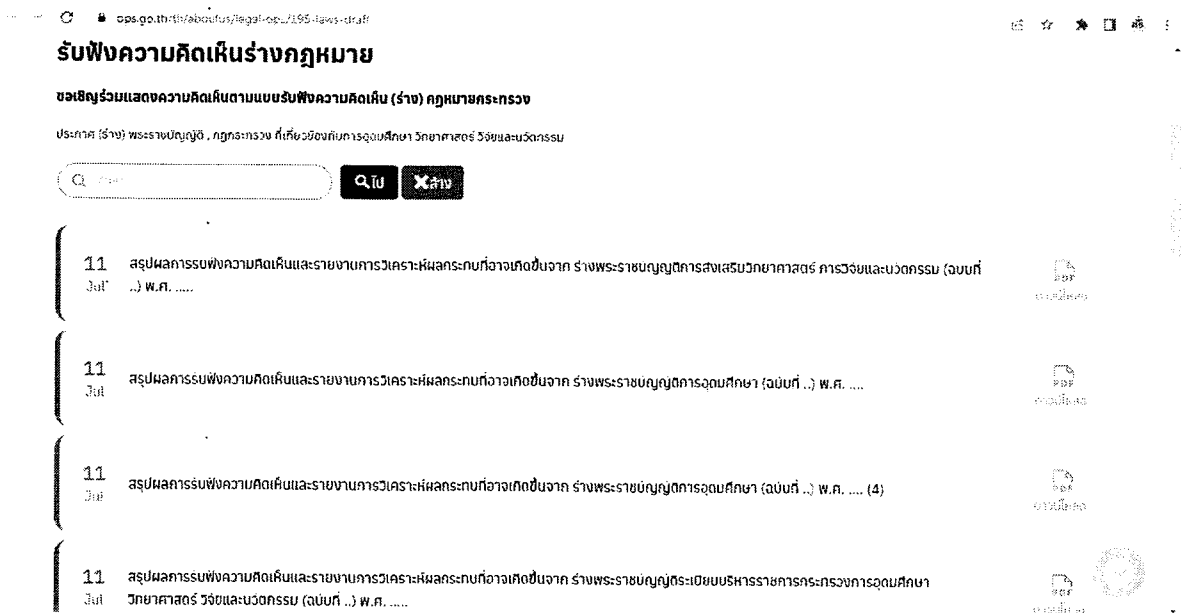 ops.go.th/th/aboutus/legal-op../195-laws-draft
รับฟังความคิดเห็นร่างกฎหมาย
ขอเชิญร่วมแสดงความคิดเห็นตามแบบรับฟังความคิดเห็น (ร่าง) กฎหมายกระทรวง
ประกาศ (ร่าง) พระราชบัญญัติ , กฎกระทรวง ที่เกี่ยวข้องกับการอุดมศึกษา วิทยาศาสตร์ วิจัยและนวัตกรรม
ไป ล้าง
11 สรุปผลการรับฟังความคิดเห็นและรายงานการวิเคราะห์ผลกระทบที่อาจเกิดขึ้นจาก ร่างพระราชบัญญัติการส่งเสริมวิทยาศาสตร์ การวิจัยและนวัตกรรม (ฉบับที่
Jul ..) พ.ศ. .....
PDF
ดาวน์โหลด
11 สรุปผลการรับฟังความคิดเห็นและรายงานการวิเคราะห์ผลกระทบที่อาจเกิดขึ้นจาก ร่างพระราชบัญญัติการอุดมศึกษา (ฉบับที่ ..) พ.ศ. ....
Jul
PDF
ดาวน์โหลด
11 สรุปผลการรับฟังความคิดเห็นและรายงานการวิเคราะห์ผลกระทบที่อาจเกิดขึ้นจาก ร่างพระราชบัญญัติการอุดมศึกษา (ฉบับที่ ..) พ.ศ. .... (4)
Jul
PDF
ดาวน์โหลด
11 สรุปผลการรับฟังความคิดเห็นและรายงานการวิเคราะห์ผลกระทบที่อาจเกิดขึ้นจาก ร่างพระราชบัญญัติระเบียบบริหารราชการกระทรวงการอุดมศึกษา
Jul วิทยาศาสตร์ วิจัยและนวัตกรรม (ฉบับที่ ..) พ.ศ. .....
PDF